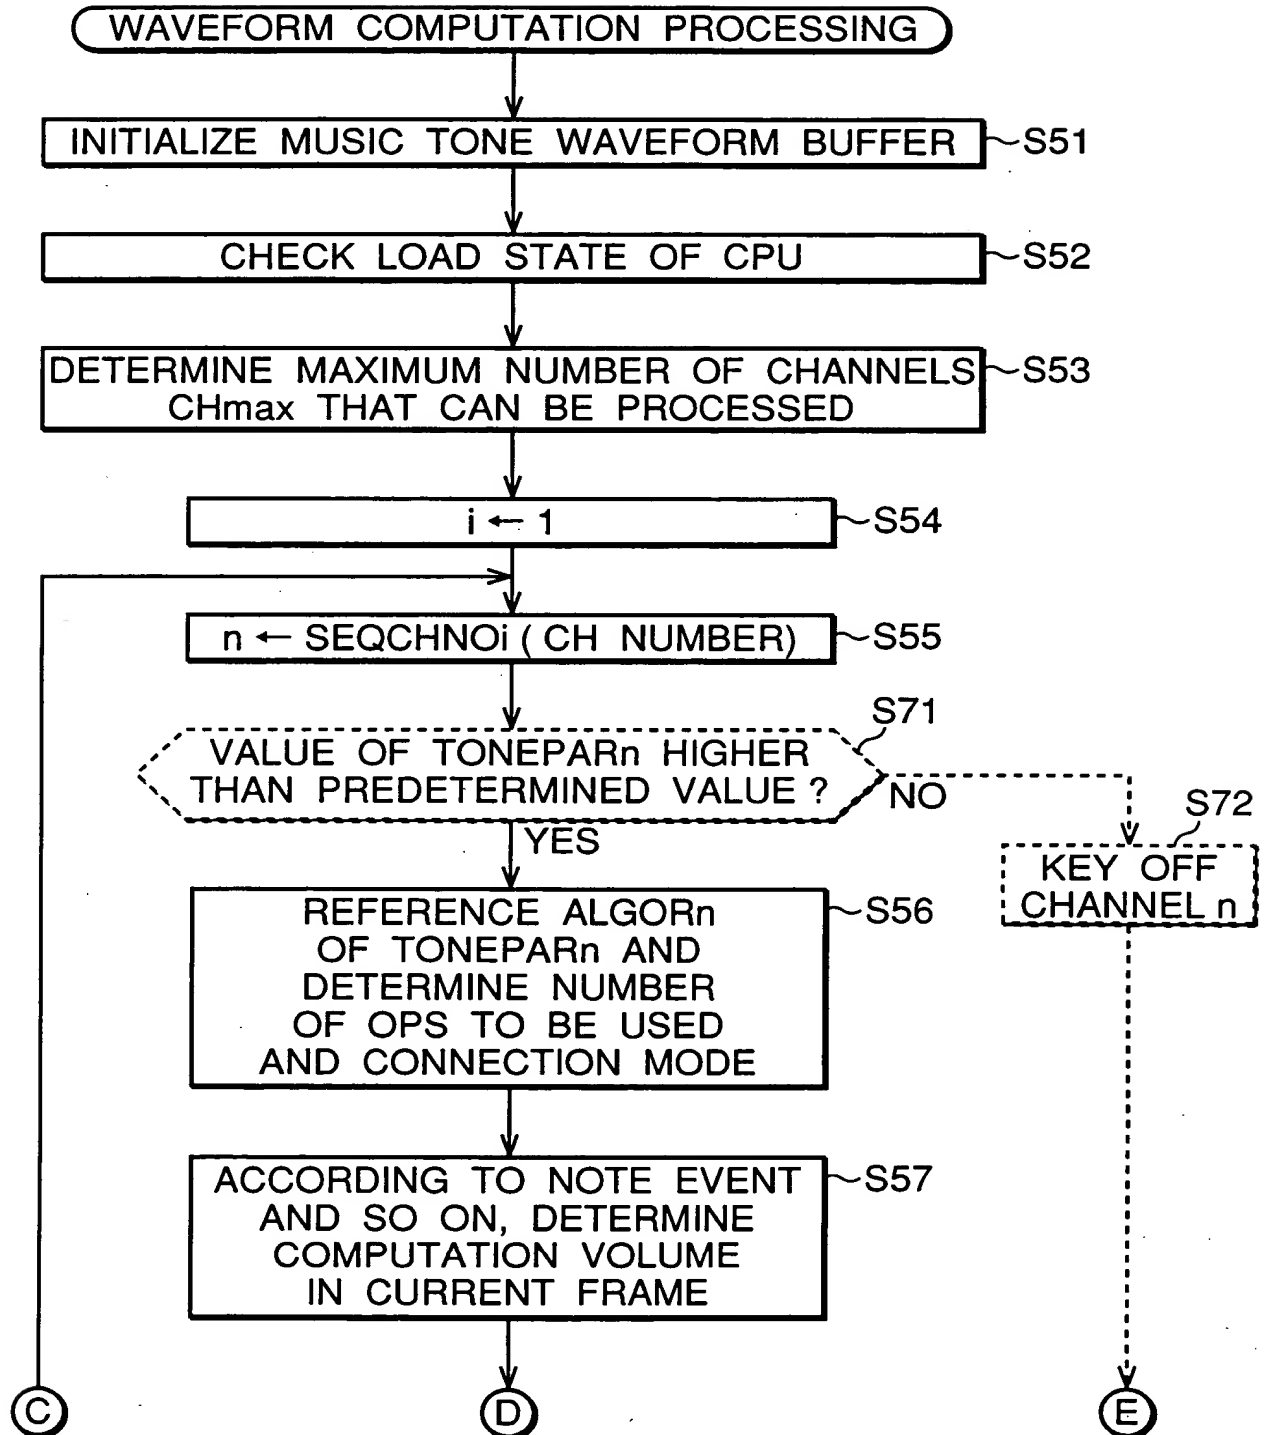 WAVEFORM COMPUTATION PROCESSING
INITIALIZE MUSIC TONE WAVEFORM BUFFER
S51
CHECK LOAD STATE OF CPU
S52
DETERMINE MAXIMUM NUMBER OF CHANNELS
CHmax THAT CAN BE PROCESSED
S53
i ← 1
S54
n ← SEQCHNOi ( CH NUMBER)
S55
S71
VALUE OF TONEPARn HIGHER
THAN PREDETERMINED VALUE ?
NO
YES
S72
KEY OFF
CHANNEL n
REFERENCE ALGORn
OF TONEPARn AND
DETERMINE NUMBER
OF OPS TO BE USED
AND CONNECTION MODE
S56
ACCORDING TO NOTE EVENT
AND SO ON, DETERMINE
COMPUTATION VOLUME
IN CURRENT FRAME
S57
C
D
E